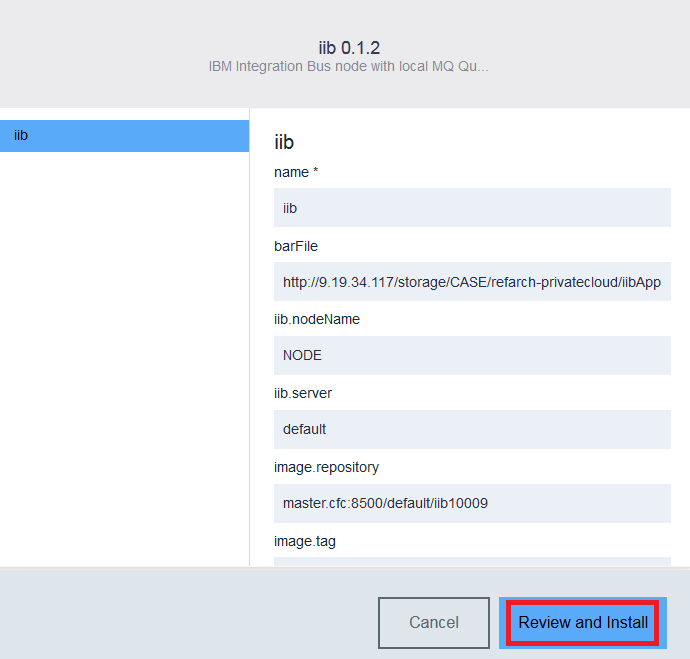 iib 0.1.2
IBM Integration Bus node with local MQ Qu...
iib
iib
name *
iib
barFile
http://9.19.34.117/storage/CASE/refarch-privatecloud/iibApp
iib.nodeName
NODE
iib.server
default
image.repository
master.cfc:8500/default/iib10009
image.tag
Cancel
Review and Install